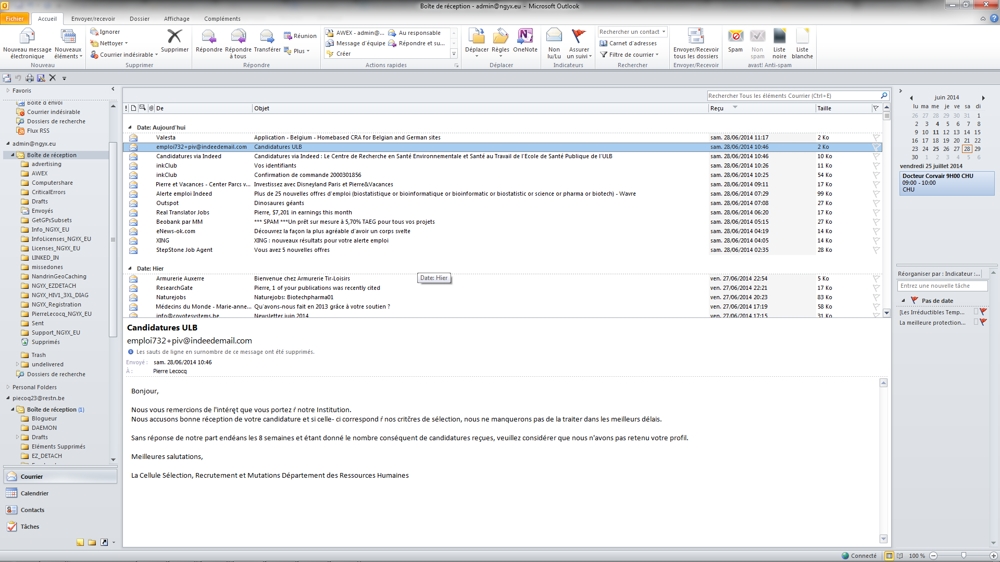 Boîte de réception - admin@ngyx.eu - Microsoft Outlook
Fichier Accueil Envoyer/recevoir Dossier Affichage Compléments
Nouveau message électronique
Nouveaux éléments
Nouveau
Ignorer
Nettoyer
Courrier indésirable
Supprimer
Supprimer
Répondre
Répondre à tous
Transférer
Réunion
Plus
Répondre
AWEX - admin@...
Message d'équipe
Créer
Au responsable
Répondre et su...
Actions rapides
Déplacer
Règles
OneNote
Déplacer
Non lu/Lu
Assurer un suivi
Indicateurs
Rechercher un contact
Carnet d'adresses
Filtre de courrier
Rechercher
Envoyer/Recevoir tous les dossiers
Envoyer/Recevoir
Spam
Non spam
Liste noire
Liste blanche
avast! Anti-spam
Favoris
Boîte d'envoi
Courrier indésirable
Dossiers de recherche
Flux RSS
admin@ngyx.eu
Boîte de réception
advertising
AWEX
Computershare
CriticalErrors
Drafts
Envoyés
GetGPsSubsets
Info_NGYX_EU
InfoLicenses_NGYX_EU
Licenses_NGYX_EU
LINKED_IN
missedones
NandrinGeoCaching
NGYX_EZDETACH
NGYX_HIV1_3XL_DIAG
NGYX_Registration
PierreLecocq_NGYX_EU
Sent
Support_NGYX_EU
Supprimés
Trash
undelivered
Dossiers de recherche
Personal Folders
piecoq23@restn.be
Boîte de réception (1)
Blogueur
DAEMON
Drafts
Eléments Supprimés
EZ_DETACH
Courrier
Calendrier
Contacts
Tâches
Rechercher Tous les éléments Courrier (Ctrl+E)
De Objet Reçu Taille
Date: Aujourd'hui
Valesta Application - Belgium - Homebased CRA for Belgian and German sites sam. 28/06/2014 11:17 2 Ko
emploi732+piv@indeedemail.com Candidatures ULB sam. 28/06/2014 10:46 2 Ko
Candidatures via Indeed Candidatures via Indeed : Le Centre de Recherche en Santé Environnementale et Santé au Travail de l'Ecole de Santé Publique de l'ULB sam. 28/06/2014 10:46 10 Ko
inkClub Vos identifiants sam. 28/06/2014 10:26 11 Ko
inkClub Confirmation de commande 2000301856 sam. 28/06/2014 10:25 54 Ko
Pierre et Vacances - Center Parcs v... Investissez avec Disneyland Paris et Pierre&Vacances sam. 28/06/2014 09:11 17 Ko
Alerte emploi Indeed Plus de 25 nouvelles offres d'emploi (biostatistique or bioinformatique or bioinformatic or biostatistic or science or pharma or biotech) - Wavre sam. 28/06/2014 07:29 99 Ko
Outspot Dinosaures géants sam. 28/06/2014 07:08 27 Ko
Real Translator Jobs Pierre, $7,201 in earnings this month sam. 28/06/2014 06:20 17 Ko
Beobank par MM *** SPAM ***Un prêt sur mesure à 5,70% TAEG pour tous vos projets sam. 28/06/2014 05:15 27 Ko
eNews-ok.com Découvrez la façon la plus agréable d'avoir un corps svelte sam. 28/06/2014 04:19 14 Ko
XING XING : nouveaux résultats pour votre alerte emploi sam. 28/06/2014 04:05 14 Ko
StepStone Job Agent Vous avez 5 nouvelles offres sam. 28/06/2014 02:35 28 Ko
Date: Hier
Date: Hier
Armurerie Auxerre Bienvenue chez Armurerie Tir-Loisirs ven. 27/06/2014 22:54 5 Ko
ResearchGate Pierre, 1 of your publications was recently cited ven. 27/06/2014 22:21 17 Ko
Naturejobs Naturejobs: Biotechpharma01 ven. 27/06/2014 20:23 83 Ko
Médecins du Monde - Marie-anne... Qu'avons-nous fait en 2013 grâce à votre soutien ? ven. 27/06/2014 17:19 58 Ko
info@coyotesystems.be Newsletter juin 2014 ven. 27/06/2014 17:15 31 Ko
Candidatures ULB
emploi732+piv@indeedemail.com
Les sauts de ligne en surnombre de ce message ont été supprimés.
Envoyé : sam. 28/06/2014 10:46
À : Pierre Lecocq
Bonjour,
Nous vous remercions de l'intéręt que vous portez ŕ notre Institution.
Nous accusons bonne réception de votre candidature et si celle- ci correspond ŕ nos critčres de sélection, nous ne manquerons pas de la traiter dans les meilleurs délais.
Sans réponse de notre part endéans les 8 semaines et étant donné le nombre conséquent de candidatures reçues, veuillez considérer que nous n'avons pas retenu votre profil.
Meilleures salutations,
La Cellule Sélection, Recrutement et Mutations Département des Ressources Humaines
juin 2014
lu ma me je ve sa di
26 27 28 29 30 31 1
2 3 4 5 6 7 8
9 10 11 12 13 14 15
16 17 18 19 20 21 22
23 24 25 26 27 28 29
30 1 2 3 4 5 6
vendredi 25 juillet 2014
Docteur Corvair 9H00 CHU
09:00 - 10:00
CHU
Réorganiser par : Indicateur :...
Entrez une nouvelle tâche
Pas de date
[Les Irréductibles Temp...
La meilleure protection...
Connecté 100 %